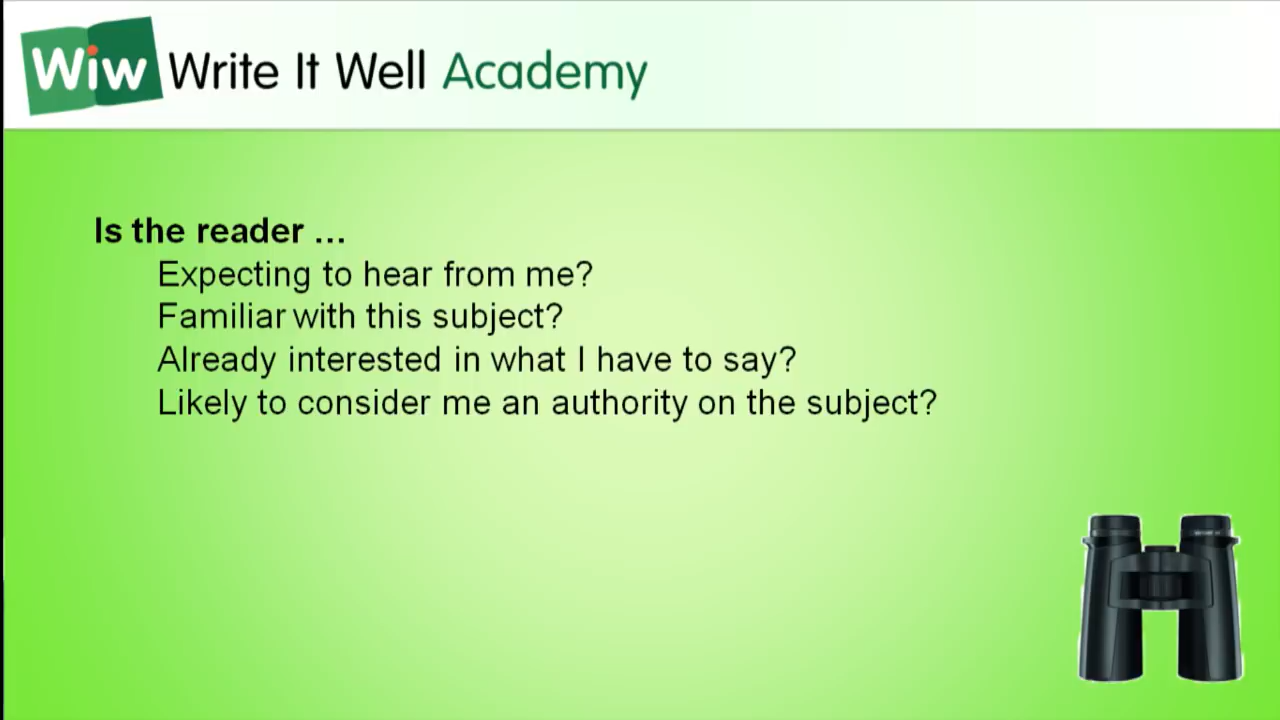 Wiw Write It Well Academy
Is the reader ...
Expecting to hear from me?
Familiar with this subject?
Already interested in what I have to say?
Likely to consider me an authority on the subject?